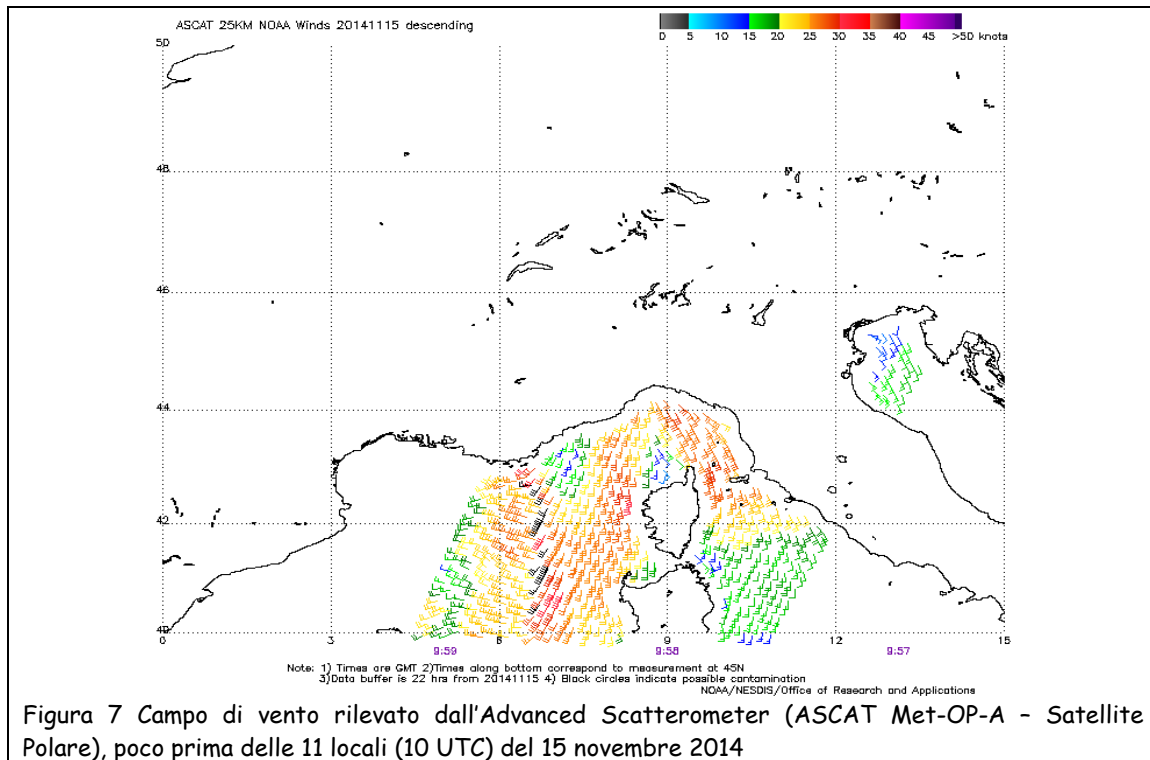 ASCAT 25KM NOAA Winds 20141115 descending
0 5 10 15 20 25 30 35 40 45 >50 knots
50
48
46
44
42
40
0 3 6 9 12 15
9:59 9:58 9:57
Note: 1) Times are GMT 2)Times along bottom correspond to measurement at 45N
3)Data buffer is 22 hrs from 20141115 4) Black circles indicate possible contamination
NOAA/NESDIS/Office of Research and Applications
Figura 7 Campo di vento rilevato dall'Advanced Scatterometer (ASCAT Met-OP-A – Satellite
Polare), poco prima delle 11 locali (10 UTC) del 15 novembre 2014